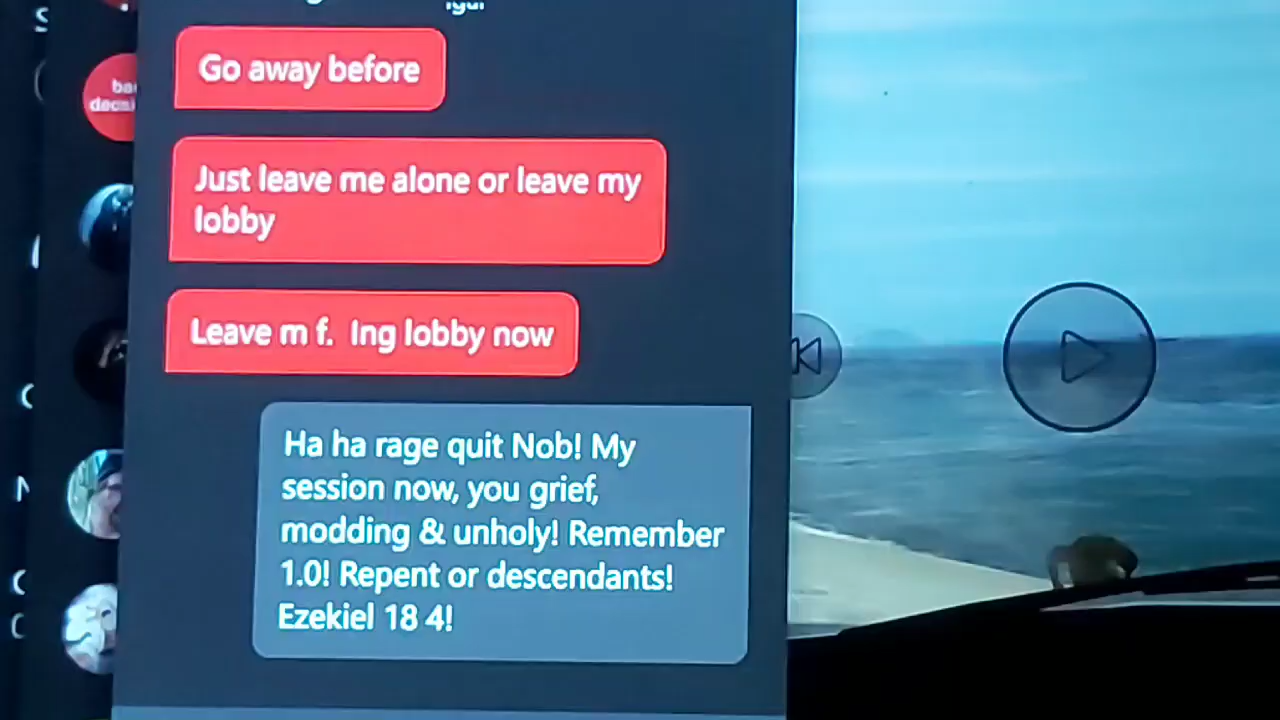 Go away before
Just leave me alone or leave my
lobby
Leave m f.  Ing lobby now
Ha ha rage quit Nob! My
session now, you grief,
modding & unholy! Remember
1.0! Repent or descendants!
Ezekiel 18 4!